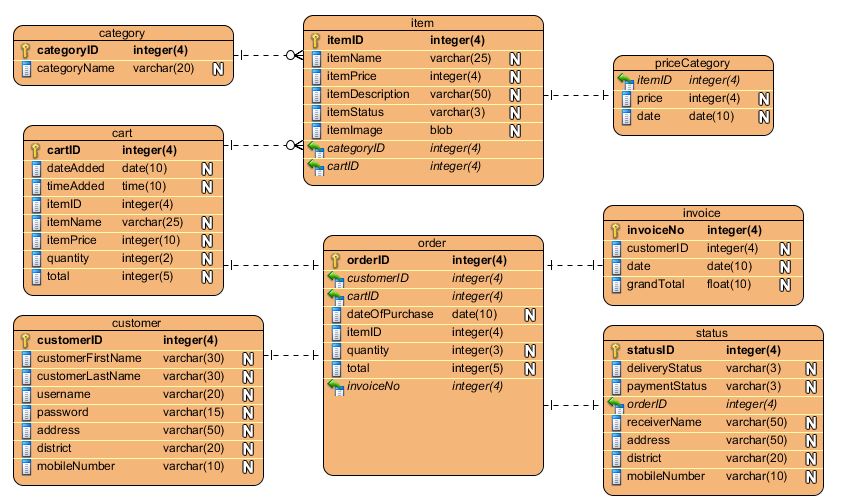 category
categoryID integer(4)
categoryName varchar(20) N
item
itemID integer(4)
itemName varchar(25) N
itemPrice integer(4) N
itemDescription varchar(50) N
itemStatus varchar(3) N
itemImage blob N
categoryID integer(4)
cartID integer(4)
priceCategory
itemID integer(4)
price integer(4) N
date date(10) N
cart
cartID integer(4)
dateAdded date(10) N
timeAdded time(10) N
itemID integer(4)
itemName varchar(25) N
itemPrice integer(10) N
quantity integer(2) N
total integer(5) N
order
orderID integer(4)
customerID integer(4)
cartID integer(4)
dateOfPurchase date(10) N
itemID integer(4)
quantity integer(3) N
total integer(5) N
invoiceNo integer(4)
invoice
invoiceNo integer(4)
customerID integer(4) N
date date(10) N
grandTotal float(10) N
customer
customerID integer(4)
customerFirstName varchar(30) N
customerLastName varchar(30) N
username varchar(20) N
password varchar(15) N
address varchar(50) N
district varchar(20) N
mobileNumber varchar(10) N
status
statusID integer(4)
deliveryStatus varchar(3) N
paymentStatus varchar(3) N
orderID integer(4)
receiverName varchar(50) N
address varchar(50) N
district varchar(20) N
mobileNumber varchar(10) N